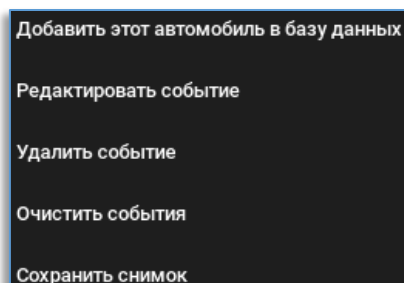 Добавить этот автомобиль в базу данных
Редактировать событие
Удалить событие
Очистить события
Сохранить снимок